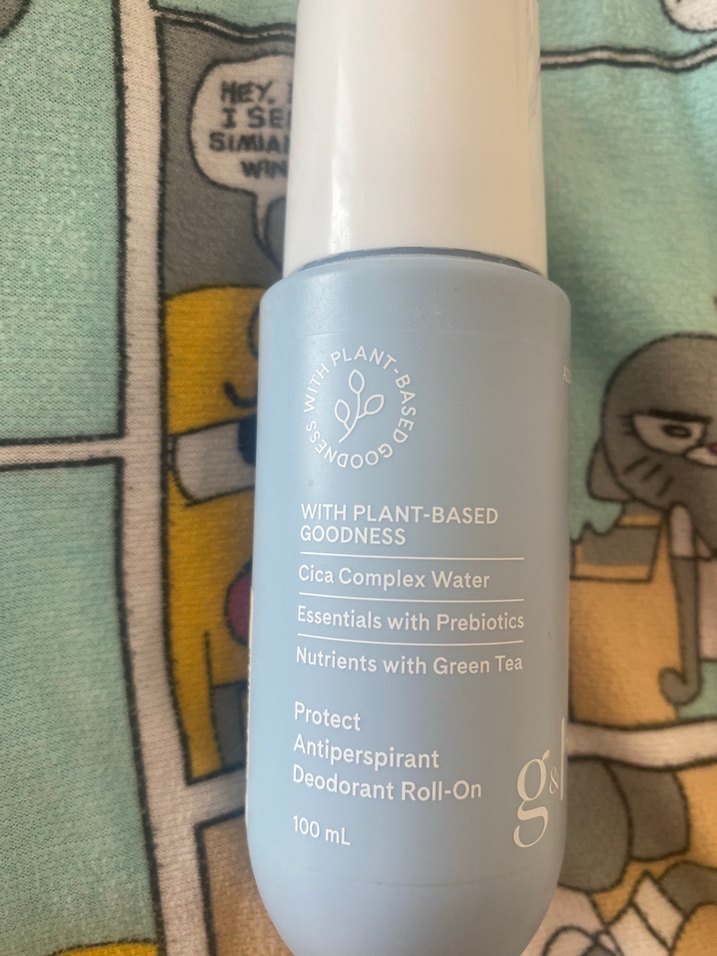 HEY,
I SE
SIMIA
WIN
WITH PLANT-BASED GOODNESS
WITH PLANT-BASED
GOODNESS
Cica Complex Water
Essentials with Prebiotics
Nutrients with Green Tea
Protect
Antiperspirant
Deodorant Roll-On
100 mL
g&